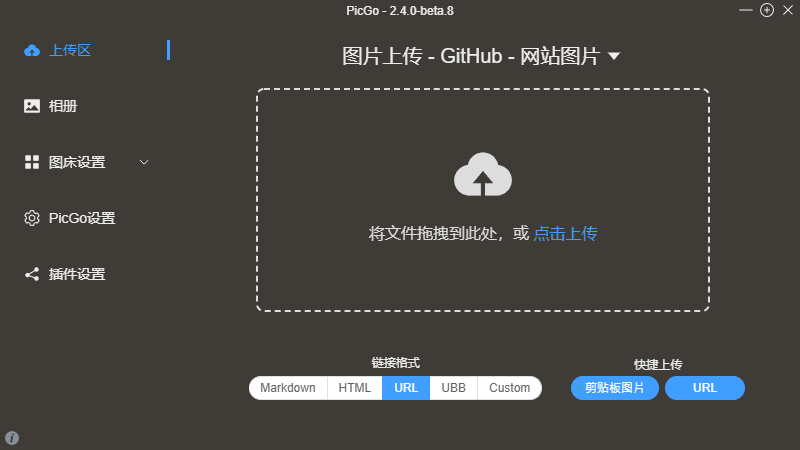 PicGo - 2.4.0-beta.8
上传区
相册
图床设置
PicGo设置
插件设置
图片上传 - GitHub - 网站图片
将文件拖拽到此处，或 点击上传
链接格式
Markdown HTML URL UBB Custom
快捷上传
剪贴板图片 URL
i